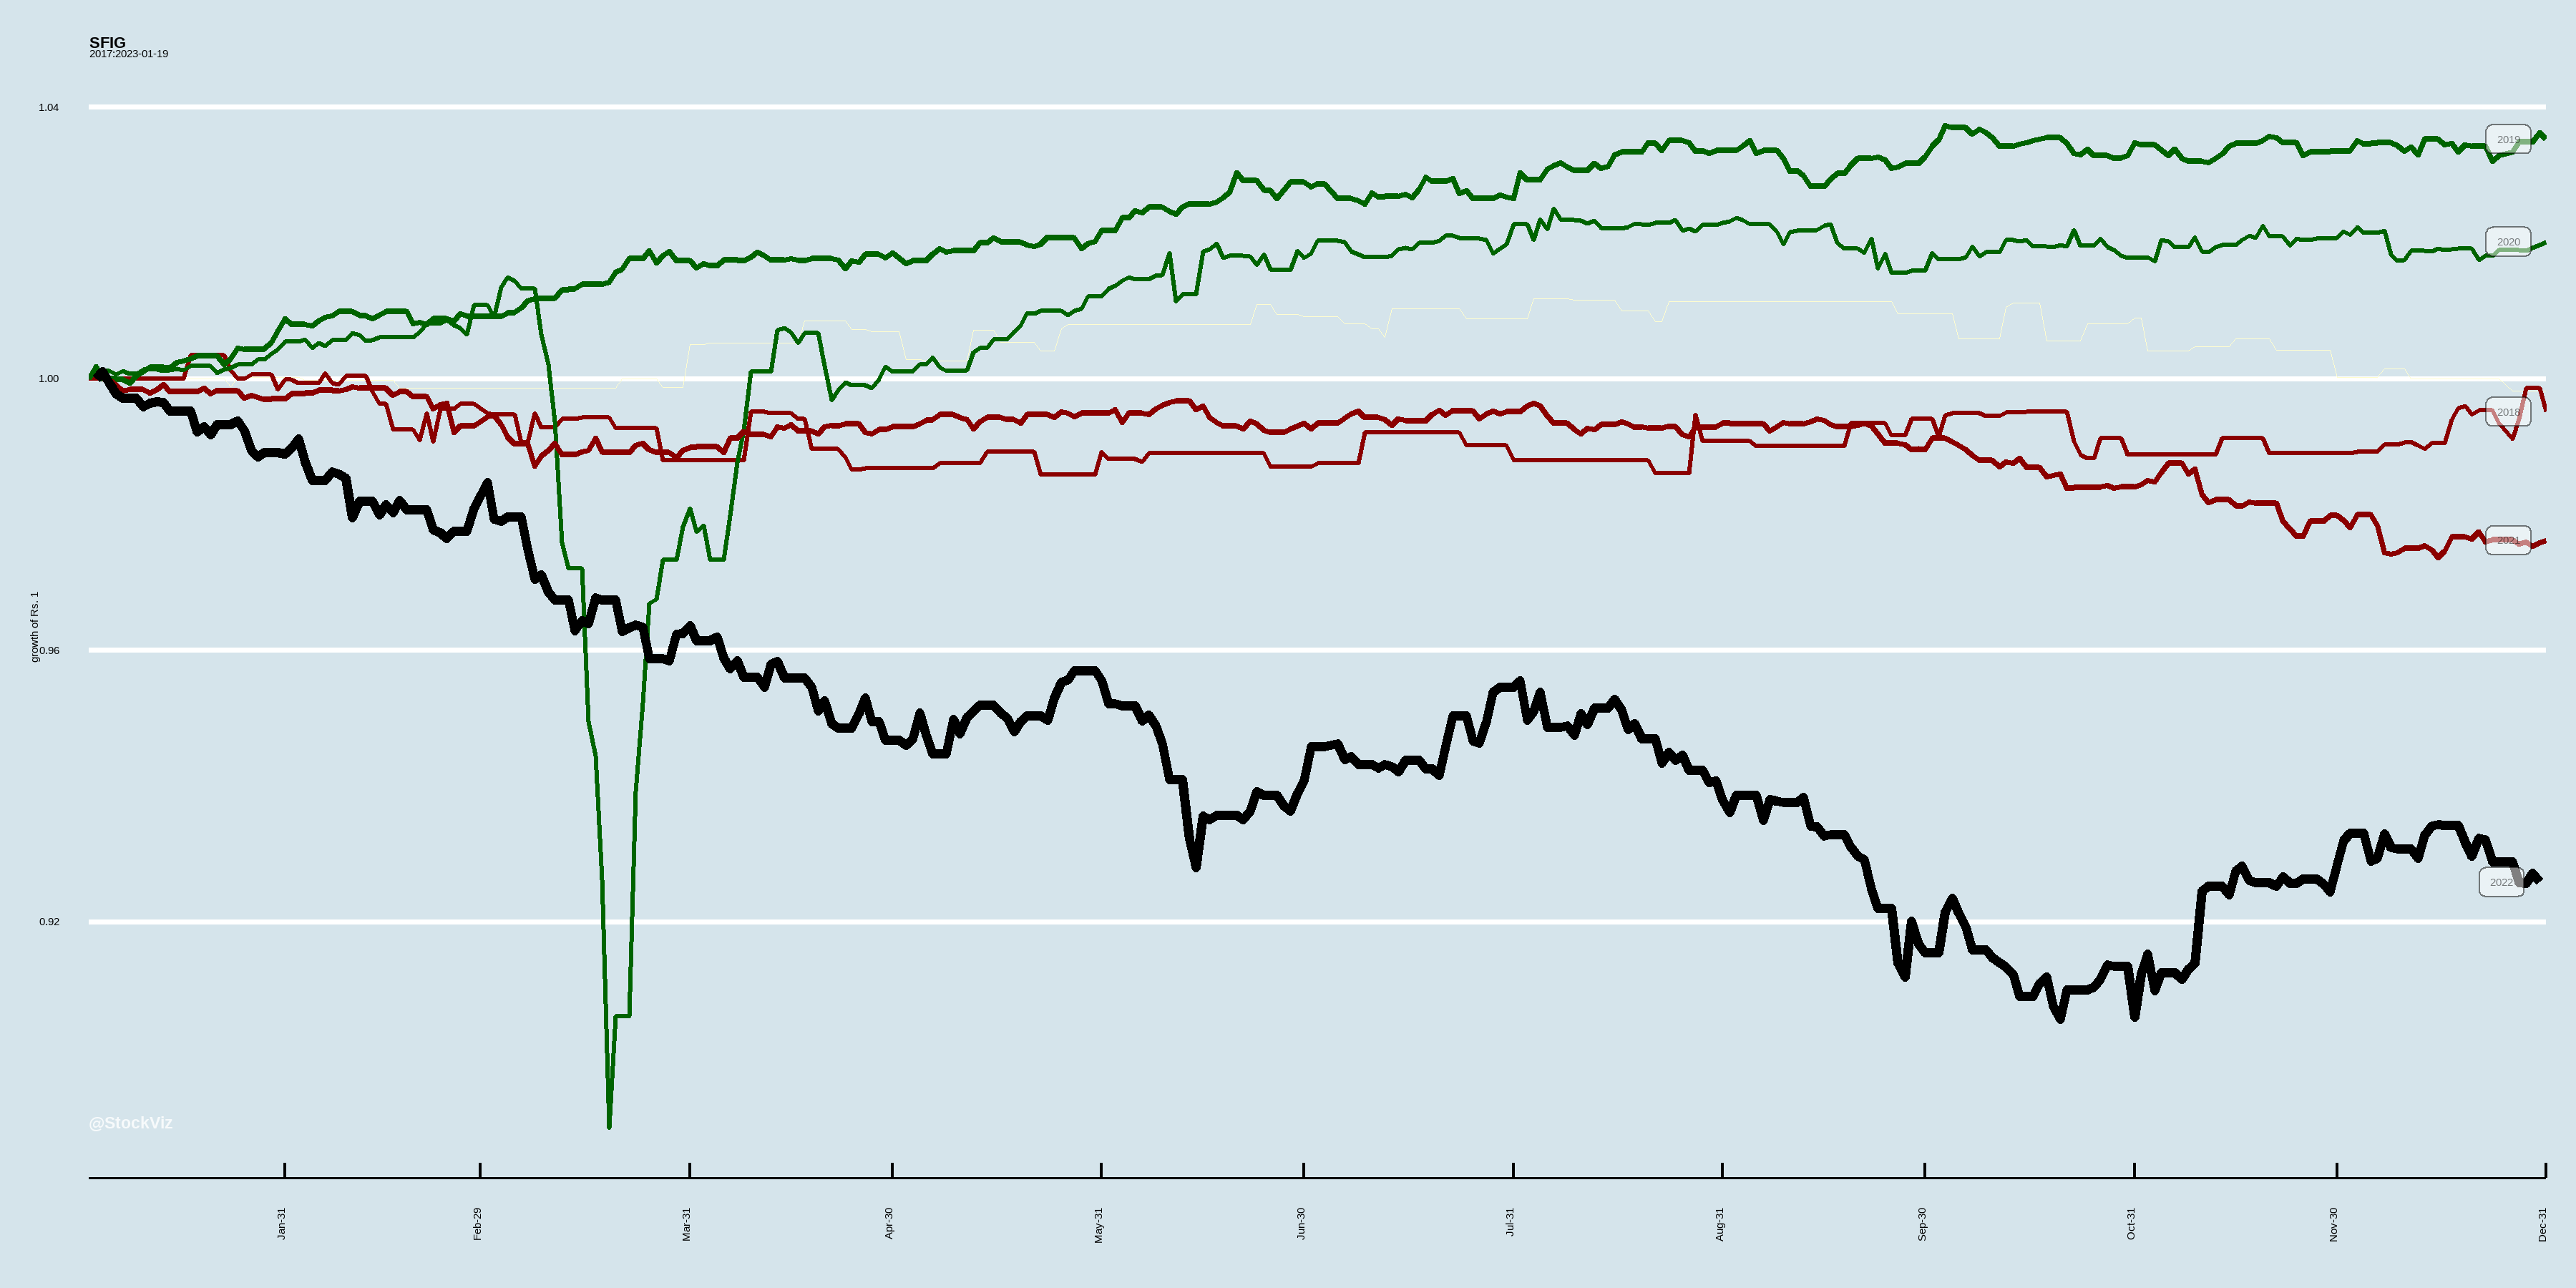 SFIG
2017:2023-01-19
1.04
1.00
0.96
0.92
growth of Rs. 1
2019
2020
2018
2021
2022
@StockViz
Jan-31
Feb-29
Mar-31
Apr-30
May-31
Jun-30
Jul-31
Aug-31
Sep-30
Oct-31
Nov-30
Dec-31